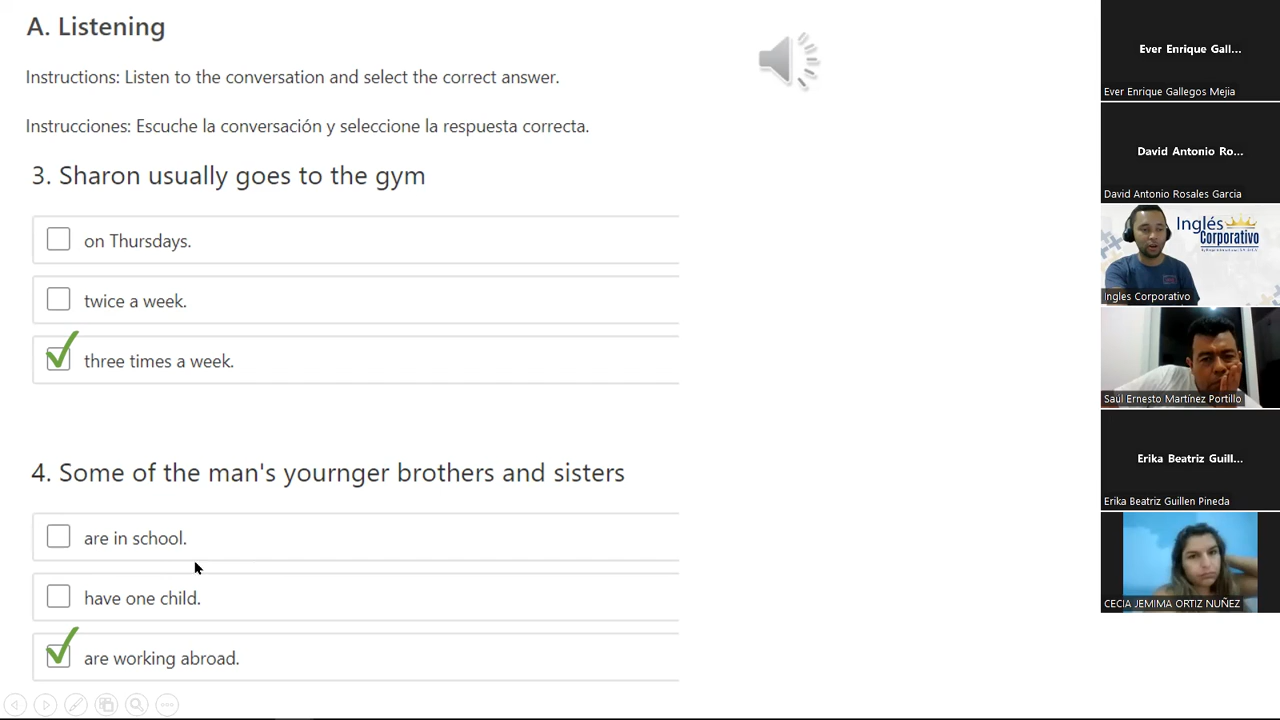 A. Listening
Instructions: Listen to the conversation and select the correct answer.
Instrucciones: Escuche la conversación y seleccione la respuesta correcta.
3. Sharon usually goes to the gym
on Thursdays.
twice a week.
three times a week.
4. Some of the man's yournger brothers and sisters
are in school.
have one child.
are working abroad.
Ever Enrique Gall...
Ever Enrique Gallegos Mejia
David Antonio Ro...
David Antonio Rosales Garcia
Inglés
Corporativo
Ingles Corporativo
Saúl Ernesto Martínez Portillo
Erika Beatriz Guill...
Erika Beatriz Guillen Pineda
CECIA JEMIMA ORTIZ NUÑEZ